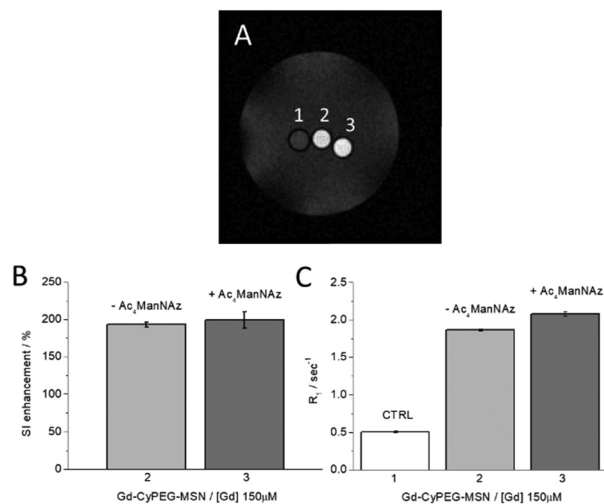 A
1 2 3
B
SI enhancement / %
250
200
150
100
50
0
- Ac4ManNAz
+ Ac4ManNAz
2 3
Gd-CyPEG-MSN / [Gd] 150μM
C
R1 / sec-1
2.5
2.0
1.5
1.0
0.5
0.0
CTRL
- Ac4ManNAz
+ Ac4ManNAz
1 2 3
Gd-CyPEG-MSN / [Gd] 150μM